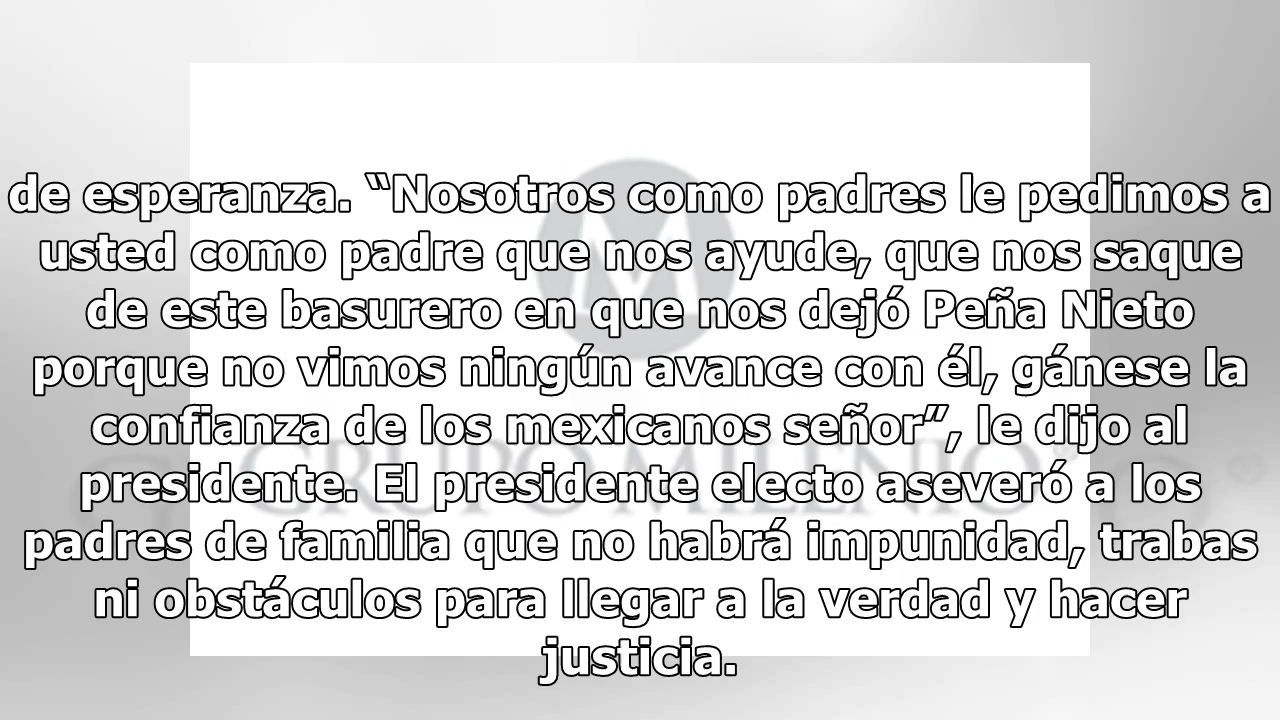 de esperanza. “Nosotros como padres le pedimos a
usted como padre que nos ayude, que nos saque
de este basurero en que nos dejó Peña Nieto
porque no vimos ningún avance con él, gánese la
confianza de los mexicanos señor”, le dijo al
presidente. El presidente electo aseveró a los
padres de familia que no habrá impunidad, trabas
ni obstáculos para llegar a la verdad y hacer
justicia.
GRUPO MILENIO